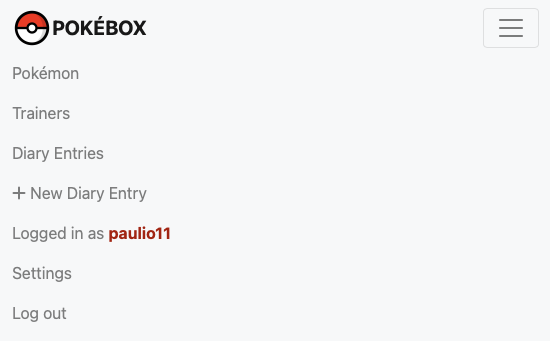 POKÉBOX
Pokémon
Trainers
Diary Entries
+ New Diary Entry
Logged in as paulio11
Settings
Log out